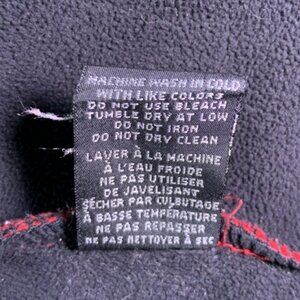 MACHINE WASH IN COLD
WITH LIKE COLORS
DO NOT USE BLEACH
TUMBLE DRY AT LOW
DO NOT IRON
DO NOT DRY CLEAN
LAVER À LA MACHINE
À L'EAU FROIDE
NE PAS UTILISER
DE JAVELISANT
SÉCHER PAR CULBUTAGE
À BASSE TEMPÉRATURE
NE PAS REPASSER
NE PAS NETTOYER À SEC